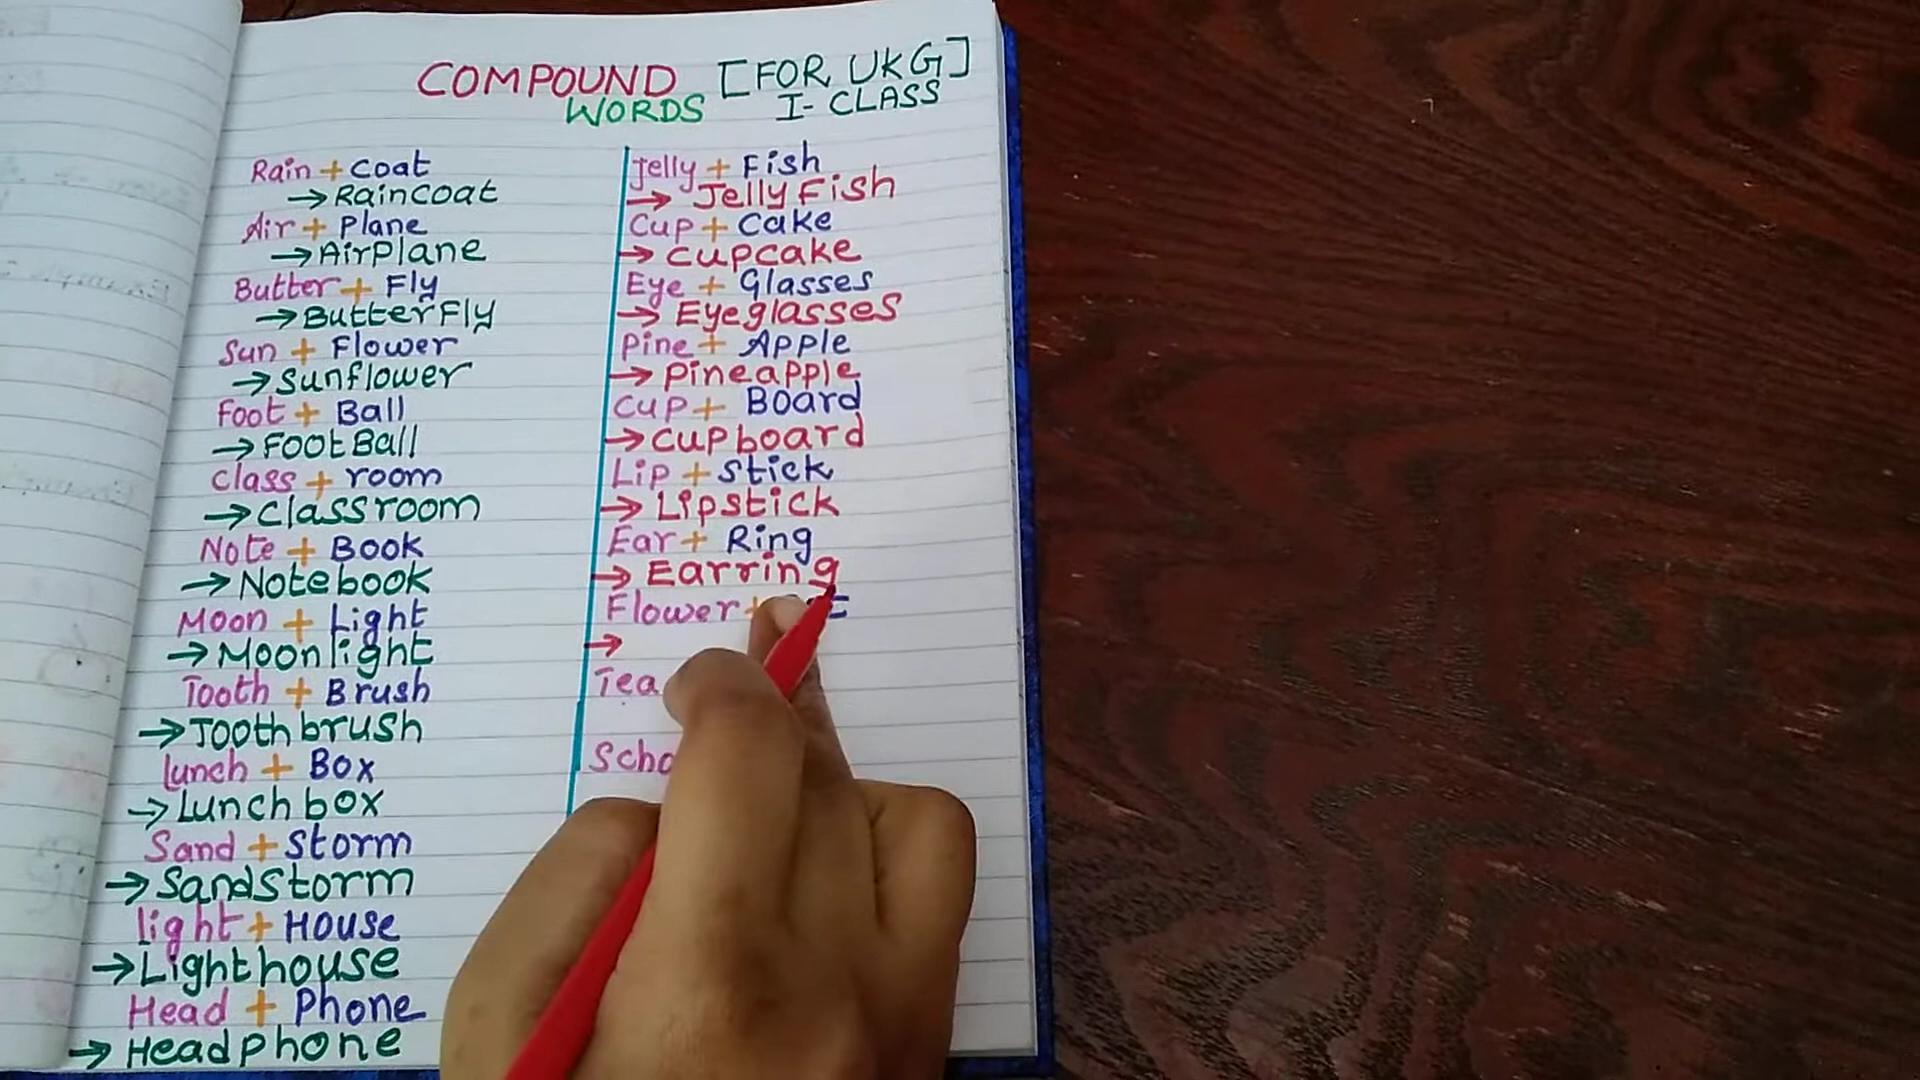 COMPOUND [FOR UKG]
WORDS I-CLASS
Rain + Coat
→ Raincoat
Air + Plane
→ AirPlane
Butter + Fly
→ ButterFly
Sun + Flower
→ Sunflower
Foot + Ball
→ FootBall
Class + room
→ Classroom
Note + Book
→ Notebook
Moon + Light
→ Moonlight
Tooth + Brush
→ Toothbrush
lunch + Box
→ Lunchbox
Sand + Storm
→ Sandstorm
light + House
→ Lighthouse
Head + Phone
→ Headphone
Jelly + Fish
→ JellyFish
Cup + Cake
→ Cupcake
Eye + Glasses
→ Eyeglasses
Pine + Apple
→ Pineapple
Cup + Board
→ Cupboard
Lip + Stick
→ Lipstick
Ear + Ring
→ Earring
Flower +
→
Tea